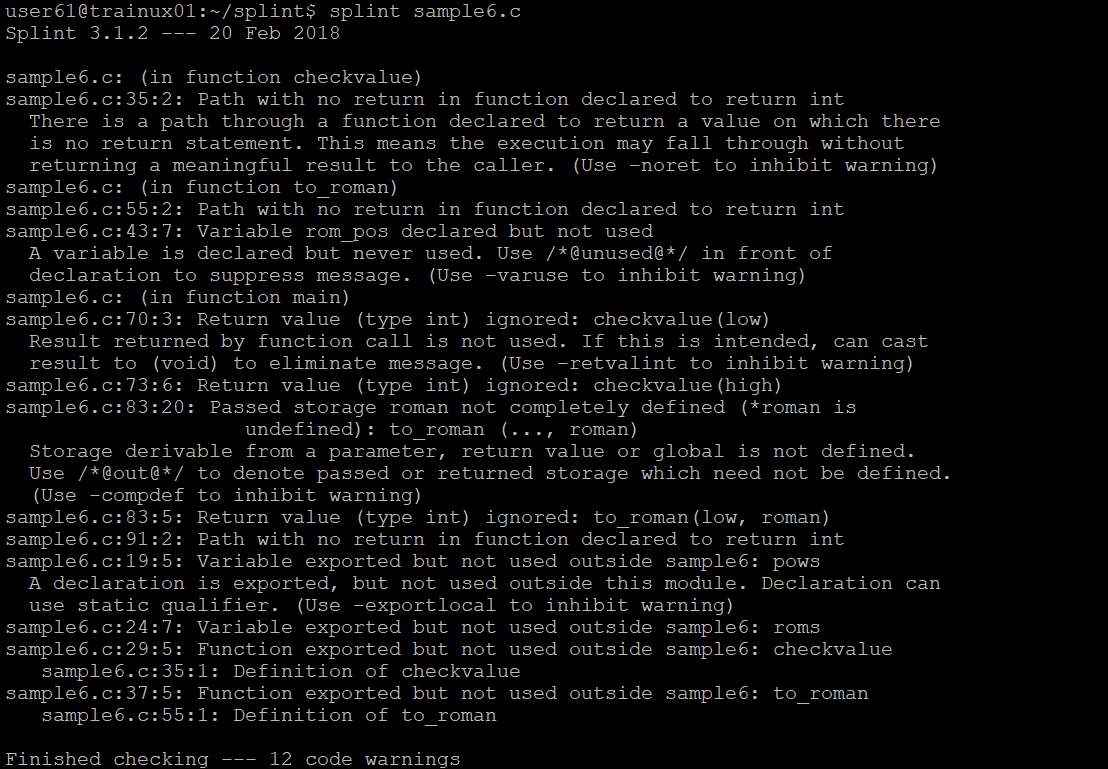 user61@trainux01:~/splint$ splint sample6.c
Splint 3.1.2 --- 20 Feb 2018

sample6.c: (in function checkvalue)
sample6.c:35:2: Path with no return in function declared to return int
  There is a path through a function declared to return a value on which there
  is no return statement. This means the execution may fall through without
  returning a meaningful result to the caller. (Use -noret to inhibit warning)
sample6.c: (in function to_roman)
sample6.c:55:2: Path with no return in function declared to return int
sample6.c:43:7: Variable rom_pos declared but not used
  A variable is declared but never used. Use /*@unused@*/ in front of
  declaration to suppress message. (Use -varuse to inhibit warning)
sample6.c: (in function main)
sample6.c:70:3: Return value (type int) ignored: checkvalue(low)
  Result returned by function call is not used. If this is intended, can cast
  result to (void) to eliminate message. (Use -retvalint to inhibit warning)
sample6.c:73:6: Return value (type int) ignored: checkvalue(high)
sample6.c:83:20: Passed storage roman not completely defined (*roman is
                    undefined): to_roman (..., roman)
  Storage derivable from a parameter, return value or global is not defined.
  Use /*@out@*/ to denote passed or returned storage which need not be defined.
  (Use -compdef to inhibit warning)
sample6.c:83:5: Return value (type int) ignored: to_roman(low, roman)
sample6.c:91:2: Path with no return in function declared to return int
sample6.c:19:5: Variable exported but not used outside sample6: pows
  A declaration is exported, but not used outside this module. Declaration can
  use static qualifier. (Use -exportlocal to inhibit warning)
sample6.c:24:7: Variable exported but not used outside sample6: roms
sample6.c:29:5: Function exported but not used outside sample6: checkvalue
   sample6.c:35:1: Definition of checkvalue
sample6.c:37:5: Function exported but not used outside sample6: to_roman
   sample6.c:55:1: Definition of to_roman

Finished checking --- 12 code warnings